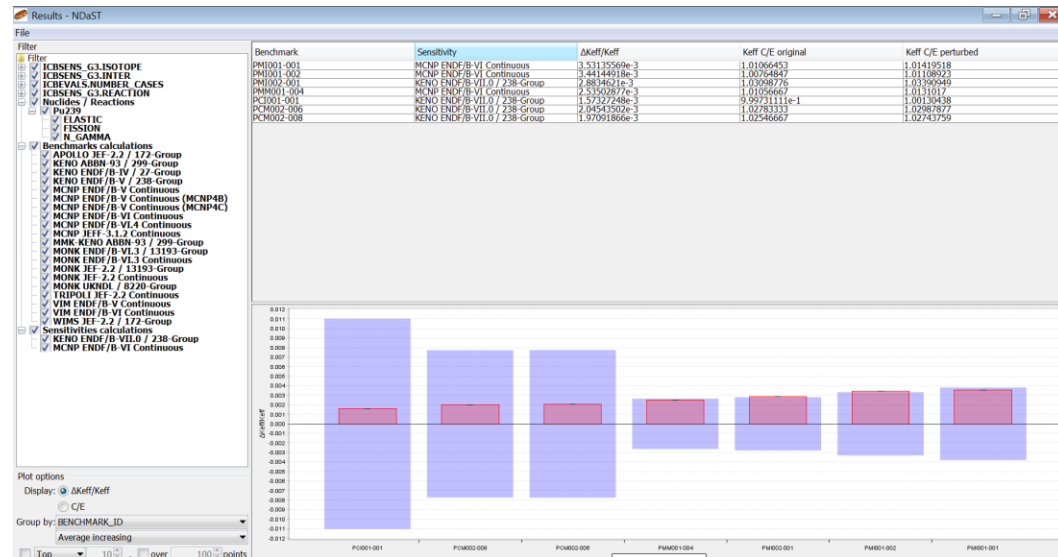 Results - NDaST
File
Filter
Filter
ICBSENS_G3.ISOTOPE
ICBSENS_G3.INTER
ICBEVALS.NUMBER_CASES
ICBSENS_G3.REACTION
Nuclides / Reactions
Pu239
ELASTIC
FISSION
N_GAMMA
Benchmarks calculations
APOLLO JEF-2.2 / 172-Group
KENO ABBN-93 / 299-Group
KENO ENDF/B-IV / 27-Group
KENO ENDF/B-V / 238-Group
MCNP ENDF/B-V Continuous
MCNP ENDF/B-V Continuous (MCNP4B)
MCNP ENDF/B-V Continuous (MCNP4C)
MCNP ENDF/B-VI Continuous
MCNP ENDF/B-VI.4 Continuous
MCNP JEFF-3.1.2 Continuous
MMK-KENO ABBN-93 / 299-Group
MONK ENDF/B-VI.3 / 13193-Group
MONK ENDF/B-VI.3 Continuous
MONK JEF-2.2 / 13193-Group
MONK JEF-2.2 Continuous
MONK UKNDL / 8220-Group
TRIPOLI JEF-2.2 Continuous
VIM ENDF/B-V Continuous
VIM ENDF/B-VI Continuous
WIMS JEF-2.2 / 172-Group
Sensitivities calculations
KENO ENDF/B-VII.0 / 238-Group
MCNP ENDF/B-VI Continuous
Plot options
Display: ΔKeff/Keff
C/E
Group by: BENCHMARK_ID
Average increasing
Top 10 , over 100 points
Benchmark Sensitivity ΔKeff/Keff Keff C/E original Keff C/E perturbed
PMI001-001 MCNP ENDF/B-VI Continuous 3.53135569e-3 1.01066453 1.01419518
PMI001-002 MCNP ENDF/B-VI Continuous 3.44144918e-3 1.00764847 1.01108923
PMI002-001 KENO ENDF/B-VII.0 / 238-Group 2.8834621e-3 1.03098776 1.03390949
PMM001-004 MCNP ENDF/B-VI Continuous 2.53502877e-3 1.01056667 1.0131017
PCI001-001 KENO ENDF/B-VII.0 / 238-Group 1.57327248e-3 9.99731111e-1 1.00130438
PCM002-006 KENO ENDF/B-VII.0 / 238-Group 2.04543502e-3 1.02783333 1.02987877
PCM002-008 KENO ENDF/B-VII.0 / 238-Group 1.97091866e-3 1.02546667 1.02743759
0.012
0.011
0.010
0.009
0.008
0.007
0.006
0.005
0.004
0.003
0.002
0.001
0.000
-0.001
-0.002
-0.003
-0.004
-0.005
-0.006
-0.007
-0.008
-0.009
-0.010
-0.011
-0.012
ΔKeff/Keff
PCI001-001 PCM002-008 PCM002-006 PMM001-004 PMI002-001 PMI001-002 PMI001-001